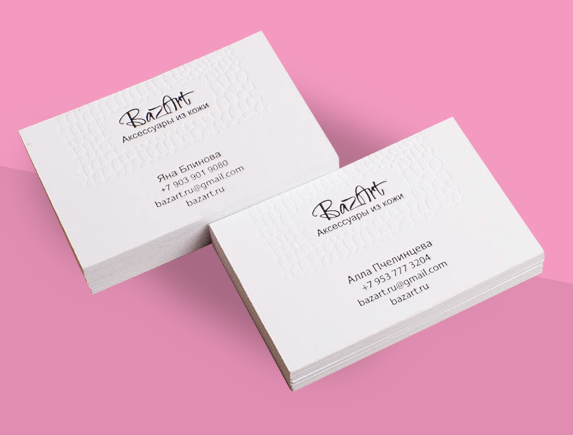 BazArt
Аксессуары из кожи
Яна Блинова
+7 903 901 9080
bazart.ru@gmail.com
bazart.ru
BazArt
Аксессуары из кожи
Алла Пчелинцева
+7 953 777 3204
bazart.ru@gmail.com
bazart.ru